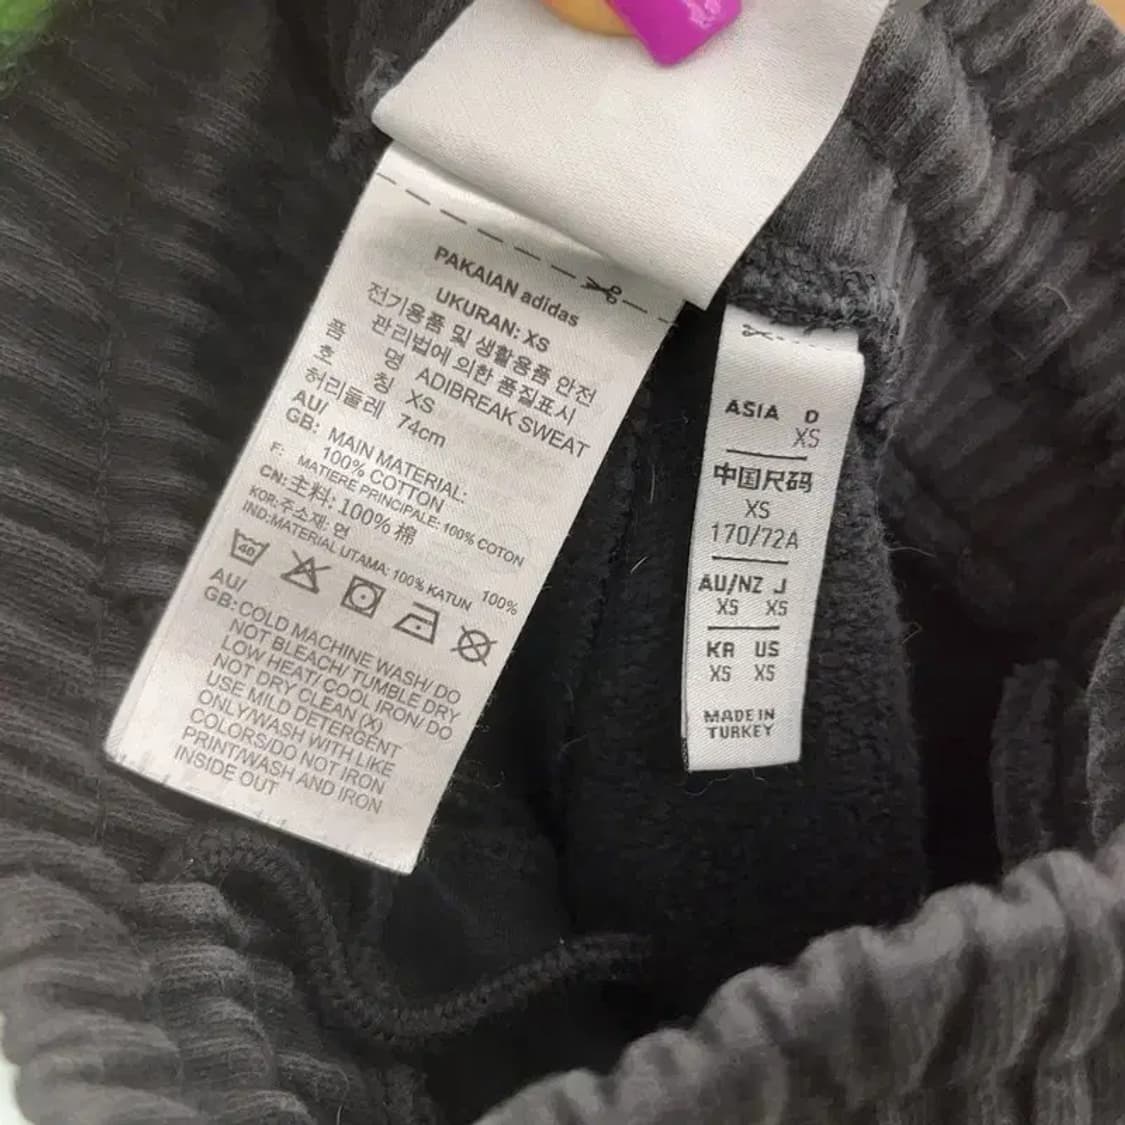 PAKAIAN adidas
UKURAN: XS
전기용품 및 생활용품 안전
관리법에 의한 품질표시
품 명 ADIBREAK SWEAT
호 칭 XS
허리둘레 74cm
AU/
GB: MAIN MATERIAL:
100% COTTON
F: MATIERE PRINCIPALE: 100% COTON
CN:主料: 100% 棉
KOR:주소재: 면 100%
IND:MATERIAL UTAMA: 100% KATUN
40
AU/
GB:COLD MACHINE WASH/ DO
NOT BLEACH/ TUMBLE DRY
LOW HEAT/ COOL IRON/ DO
NOT DRY CLEAN (X)
USE MILD DETERGENT
ONLY/WASH WITH LIKE
COLORS/DO NOT IRON
PRINT/WASH AND IRON
INSIDE OUT
ASIA D
XS
中国尺码
XS
170/72A
AU/NZ J
XS XS
KR US
XS XS
MADE IN
TURKEY